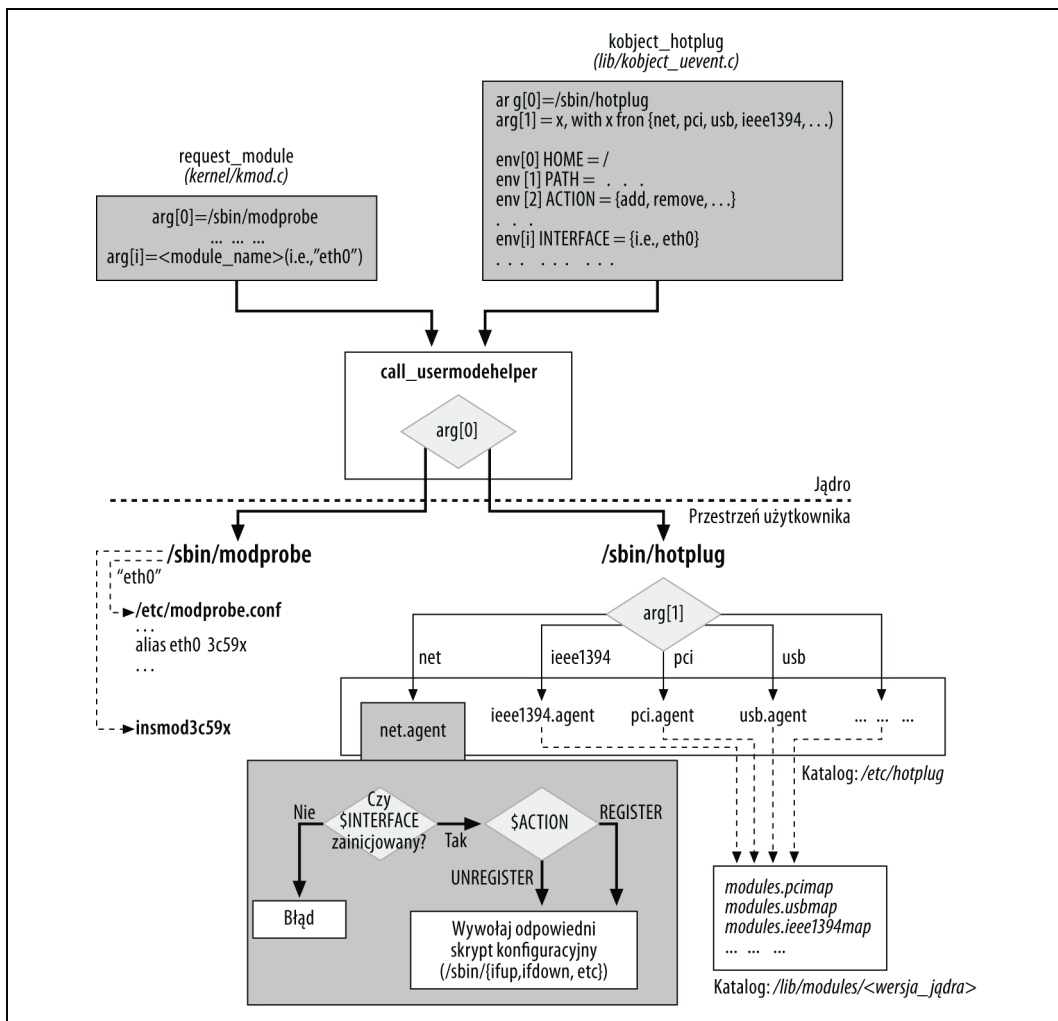 kobject_hotplug
(lib/kobject_uevent.c)
ar g[0]=/sbin/hotplug
arg[1] = x, with x fron {net, pci, usb, ieee1394, . . .)
env[0] HOME = /
env [1] PATH = . . .
env [2] ACTION = {add, remove, . . .}
. . .
env[i] INTERFACE = {i.e., eth0}
. . . . . . . . .
request_module
(kernel/kmod.c)
arg[0]=/sbin/modprobe
... ... ...
arg[i]=<module_name>(i.e.,"eth0")
call_usermodehelper
arg[0]
Jądro
Przestrzeń użytkownika
/sbin/modprobe
“eth0”
/etc/modprobe.conf
. . .
alias eth0 3c59x
. . .
insmod3c59x
/sbin/hotplug
arg[1]
net
ieee1394
pci
usb
net.agent
ieee1394.agent
pci.agent
usb.agent
... ... ...
Katalog: /etc/hotplug
Czy
$INTERFACE
zainicjowany?
Nie
Tak
$ACTION
REGISTER
UNREGISTER
Błąd
Wywołaj odpowiedni
skrypt konfiguracyjny
(/sbin/{ifup,ifdown, etc})
modules.pcimap
modules.usbmap
modules.ieee1394map
... ... ...
Katalog: /lib/modules/<wersja_jądra>